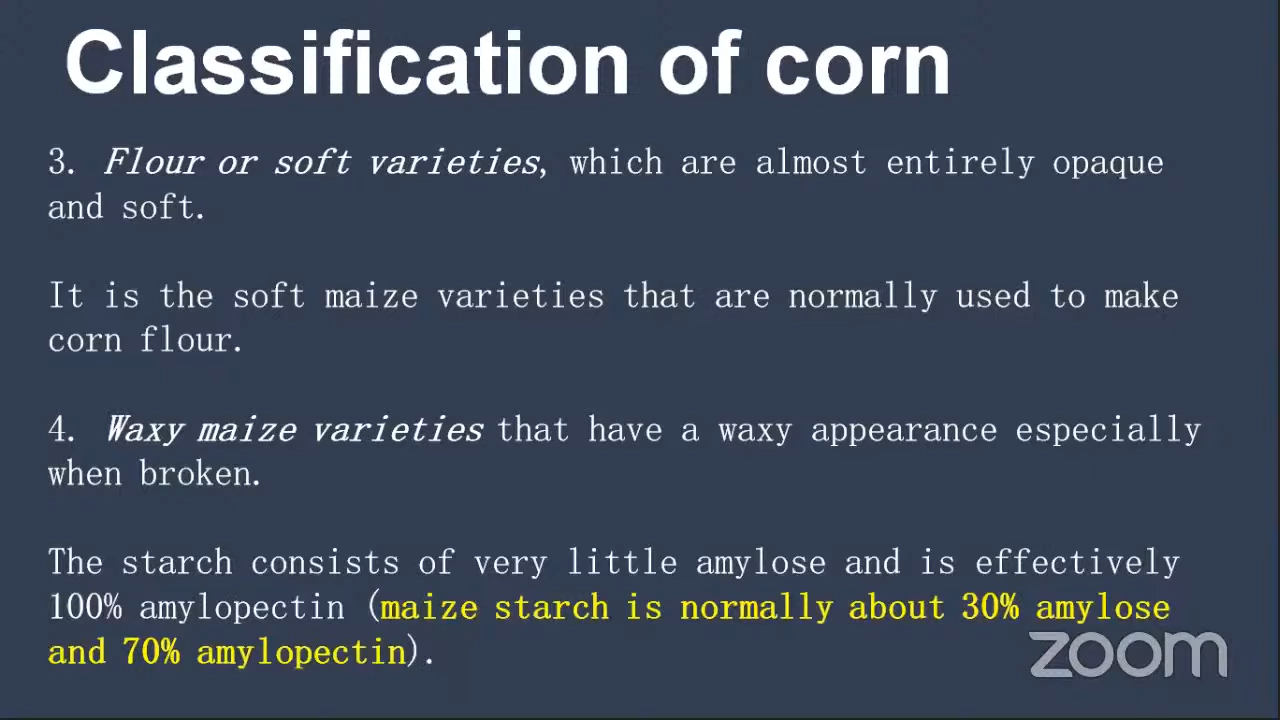 Classification of corn
3. Flour or soft varieties, which are almost entirely opaque
and soft.
It is the soft maize varieties that are normally used to make
corn flour.
4. Waxy maize varieties that have a waxy appearance especially
when broken.
The starch consists of very little amylose and is effectively
100% amylopectin (maize starch is normally about 30% amylose
and 70% amylopectin).
zoom